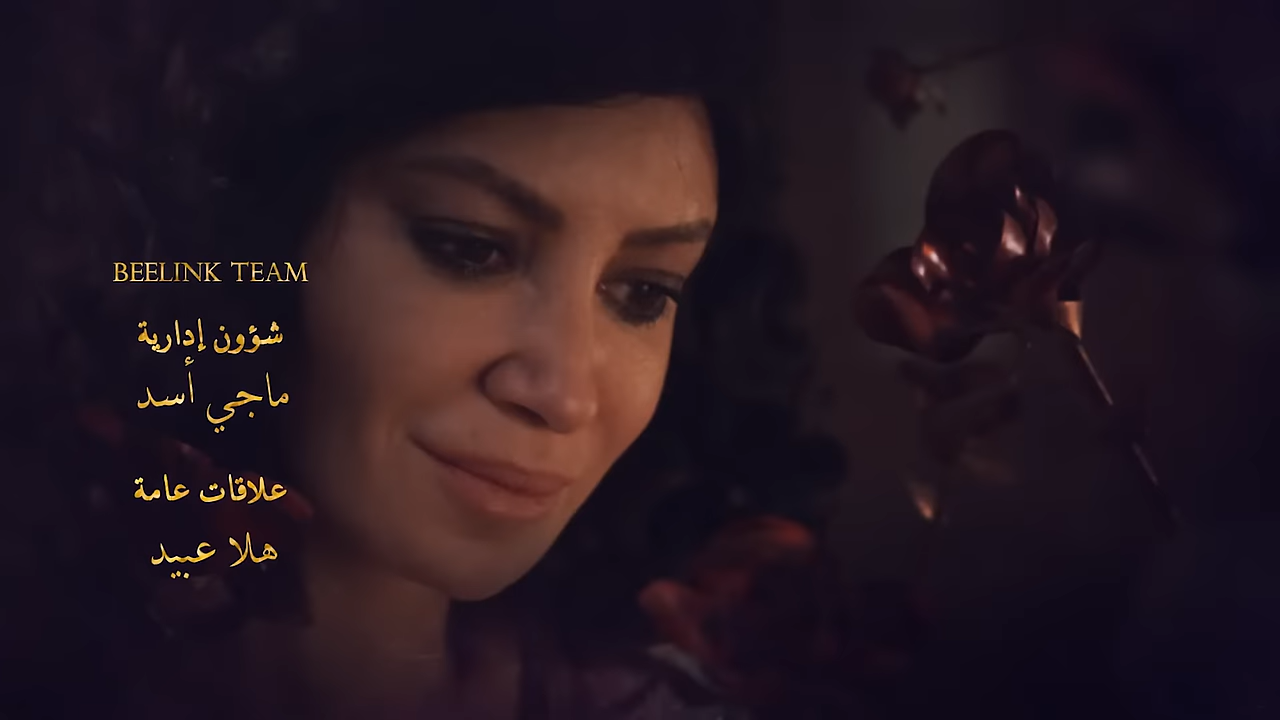 BEELINK TEAM
شؤون إدارية
ماجي أسد
علاقات عامة
هلا عبيد